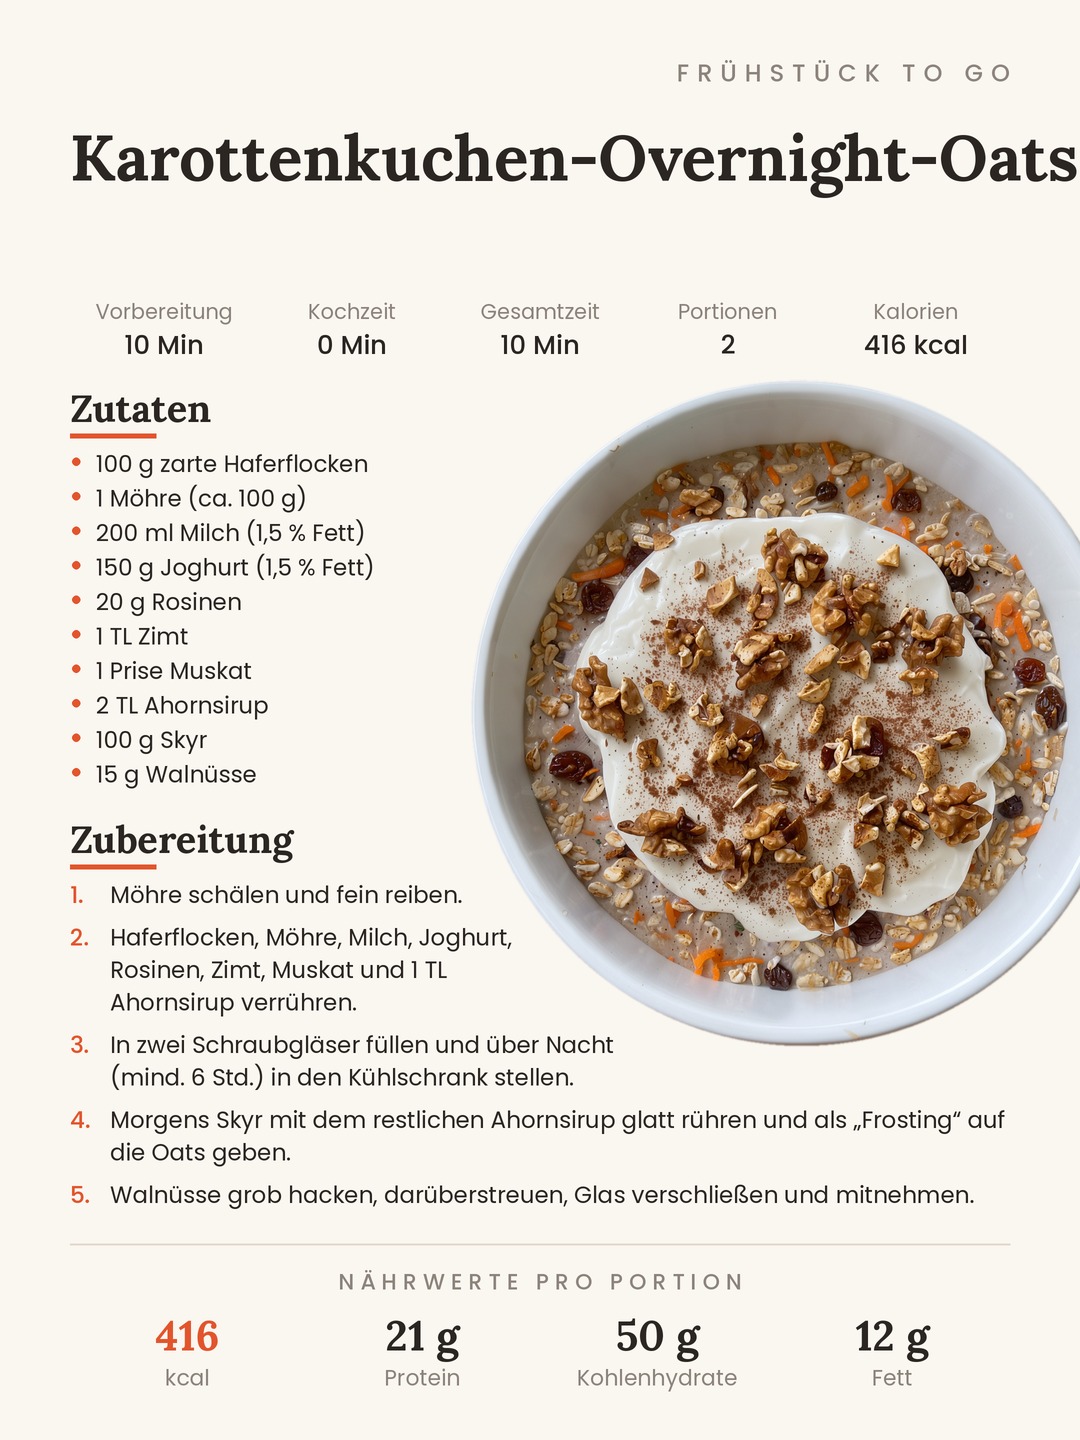 FRÜHSTÜCK TO GO
Karottenkuchen-Overnight-Oats
Vorbereitung
10 Min
Kochzeit
0 Min
Gesamtzeit
10 Min
Portionen
2
Kalorien
416 kcal
Zutaten
• 100 g zarte Haferflocken
• 1 Möhre (ca. 100 g)
• 200 ml Milch (1,5 % Fett)
• 150 g Joghurt (1,5 % Fett)
• 20 g Rosinen
• 1 TL Zimt
• 1 Prise Muskat
• 2 TL Ahornsirup
• 100 g Skyr
• 15 g Walnüsse
Zubereitung
1. Möhre schälen und fein reiben.
2. Haferflocken, Möhre, Milch, Joghurt,
Rosinen, Zimt, Muskat und 1 TL
Ahornsirup verrühren.
3. In zwei Schraubgläser füllen und über Nacht
(mind. 6 Std.) in den Kühlschrank stellen.
4. Morgens Skyr mit dem restlichen Ahornsirup glatt rühren und als „Frosting“ auf
die Oats geben.
5. Walnüsse grob hacken, darüberstreuen, Glas verschließen und mitnehmen.
NÄHRWERTE PRO PORTION
416
kcal
21 g
Protein
50 g
Kohlenhydrate
12 g
Fett